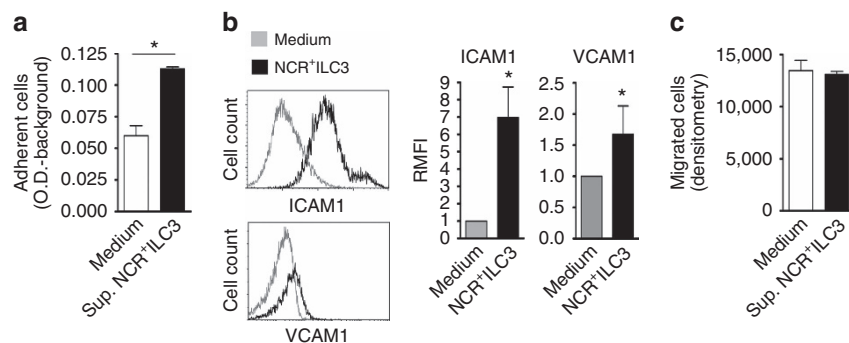 a
*
Adherent cells
(O.D.-background)
0.125
0.100
0.075
0.050
0.025
0.000
Medium
Sup. NCR⁺ILC3
b
Medium
NCR⁺ILC3
Cell count
ICAM1
Cell count
VCAM1
ICAM1
*
RMFI
9
8
7
6
5
4
3
2
1
0
Medium
NCR⁺ILC3
VCAM1
*
2.5
2.0
1.5
1.0
0.5
0.0
Medium
NCR⁺ILC3
c
Migrated cells
(densitometry)
15,000
10,000
5,000
0
Medium
Sup. NCR⁺ILC3